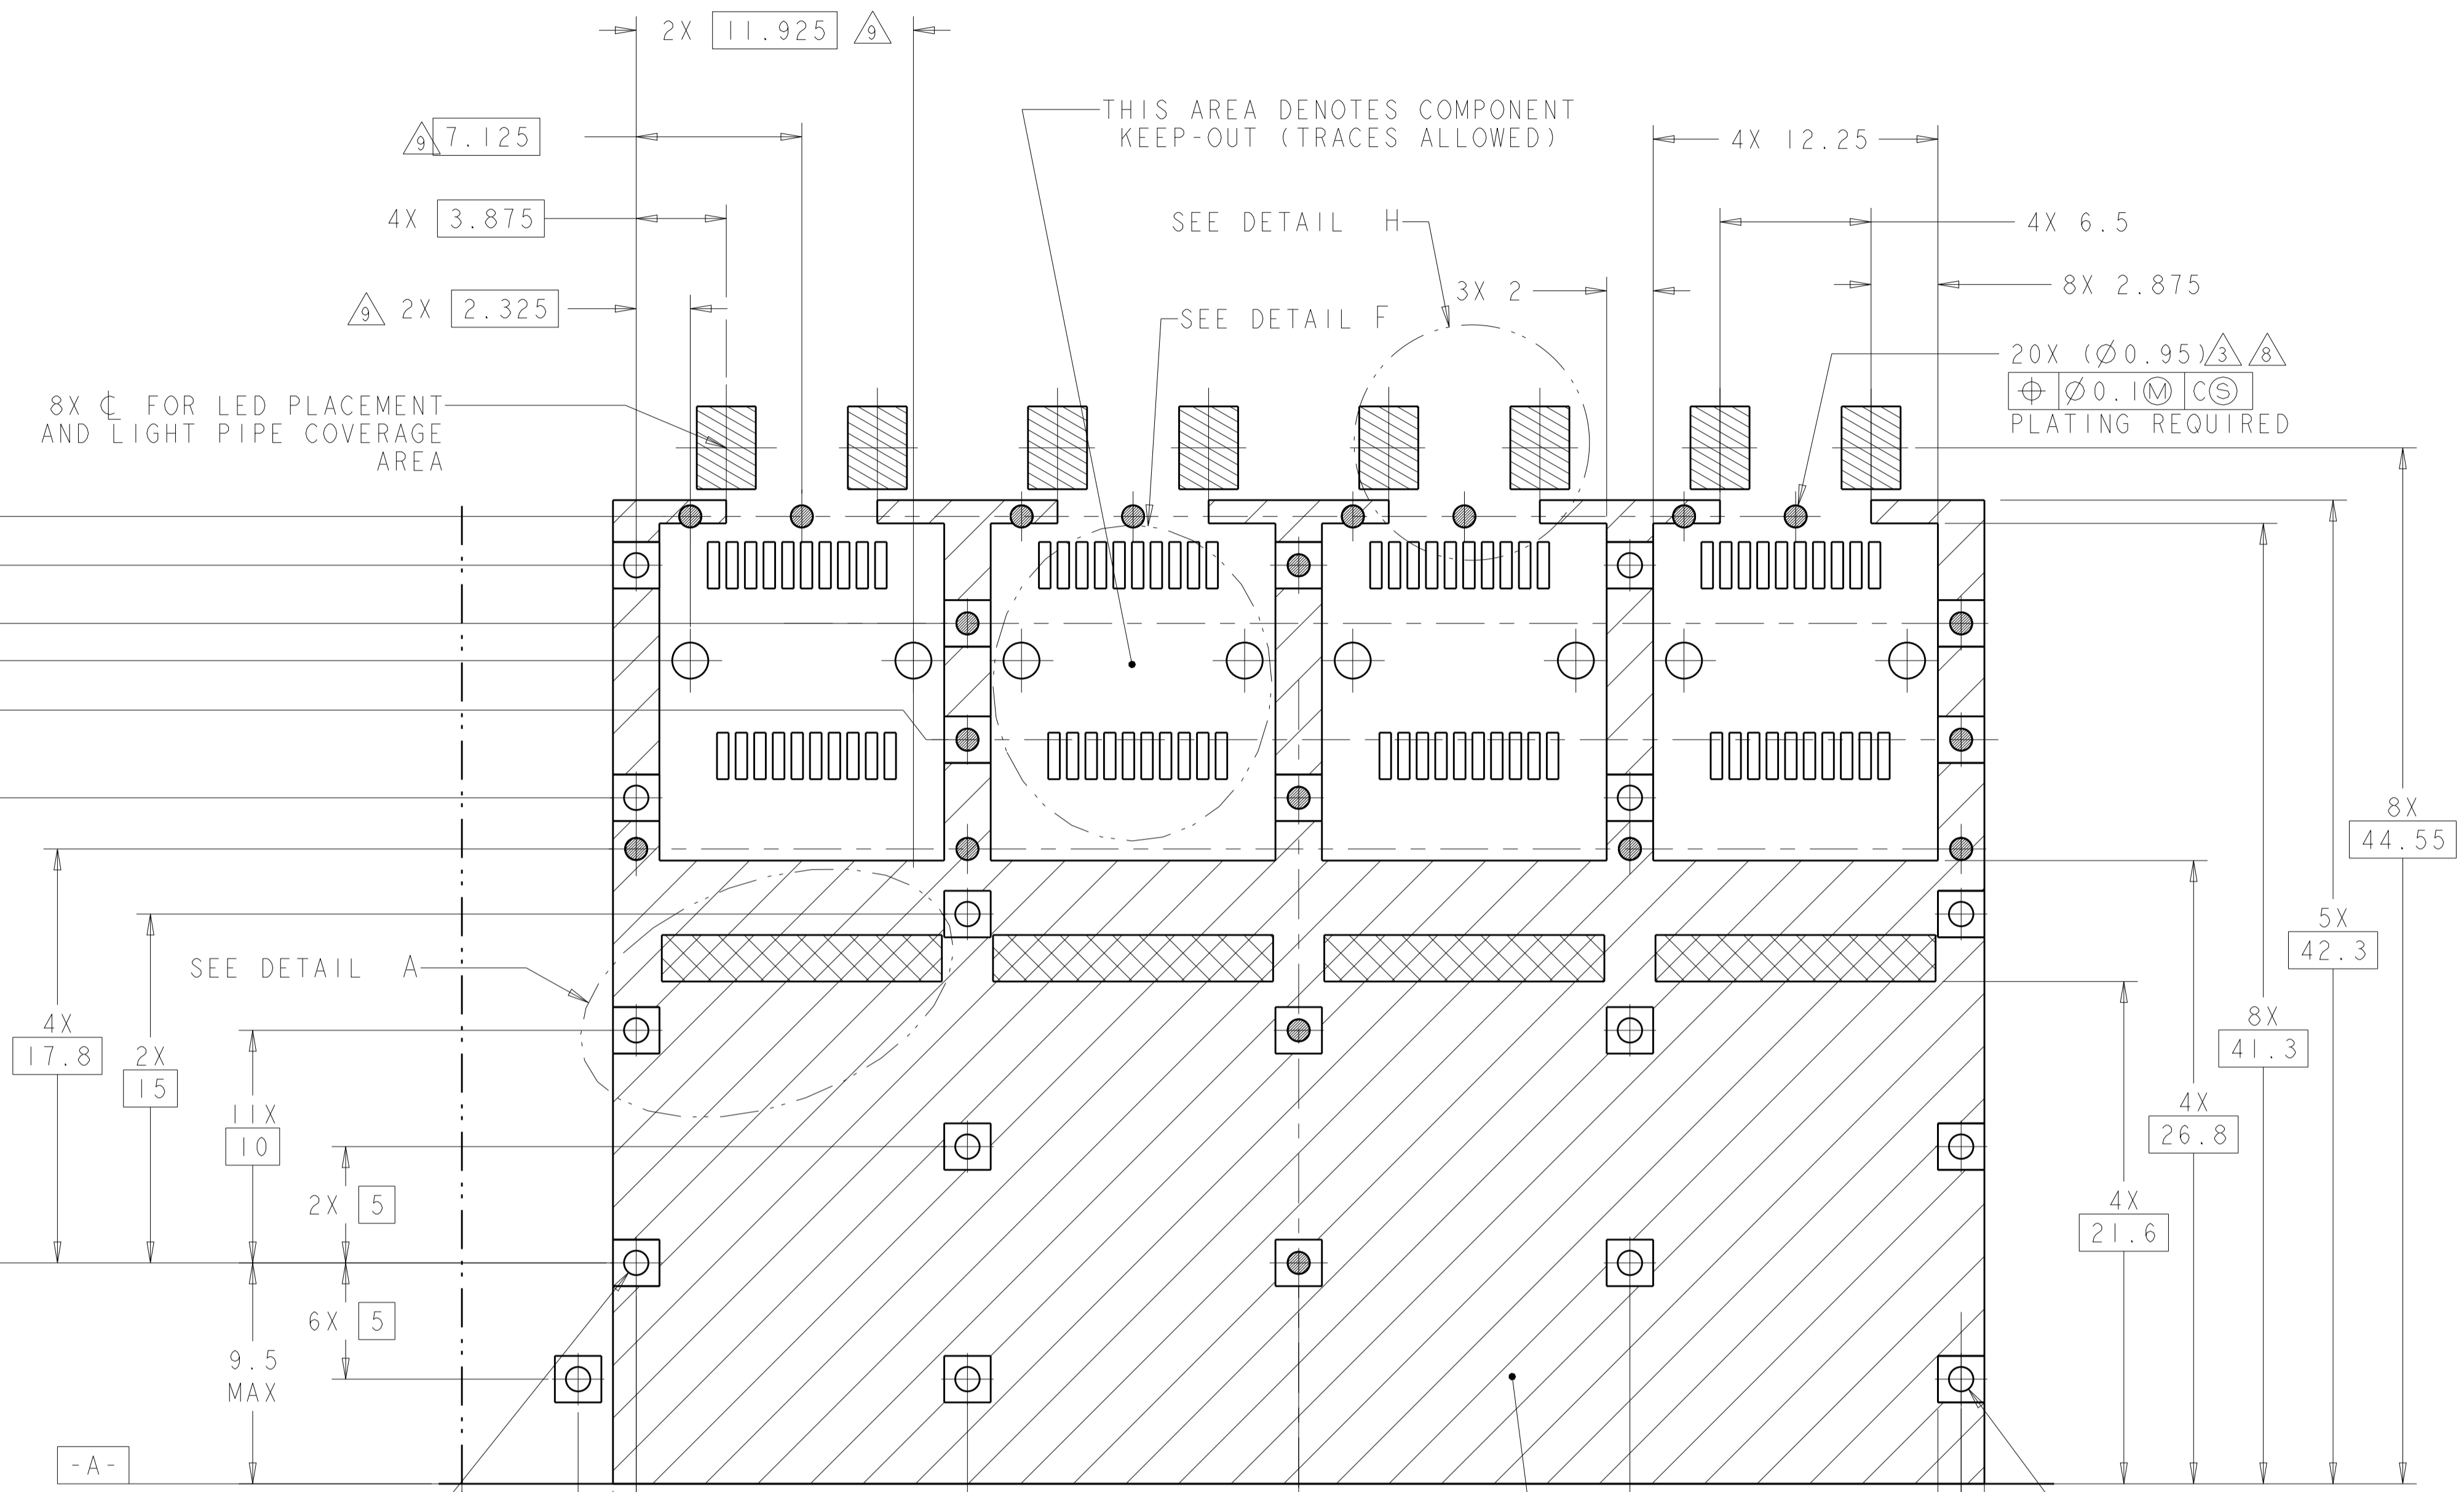 2X 11.925 9
THIS AREA DENOTES COMPONENT
KEEP-OUT (TRACES ALLOWED)
9 7.125
4X 12.25
4X 3.875
SEE DETAIL H
4X 6.5
3X 2
8X 2.875
9 2X 2.325
SEE DETAIL F
20X (Ø0.95) 3 8
⌖ Ø0.1Ⓜ CⓈ
PLATING REQUIRED
8X ℄ FOR LED PLACEMENT
AND LIGHT PIPE COVERAGE
AREA
8X
44.55
5X
42.3
SEE DETAIL A
4X
17.8
2X
15
8X
41.3
11X
10
4X
26.8
2X 5
4X
21.6
6X 5
9.5
MAX
-A-